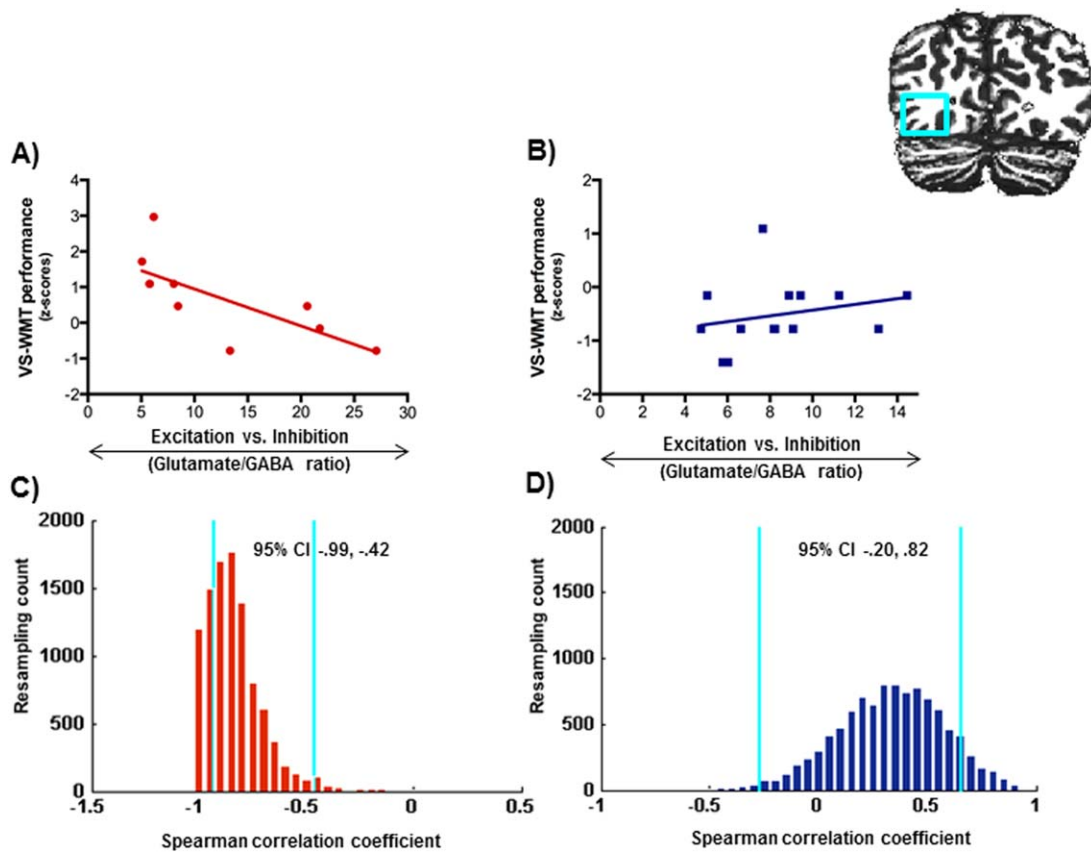 A)
VS-WMT performance
(z-scores)
4
3
2
1
0
-1
-2
0 5 10 15 20 25 30
Excitation vs. Inhibition
(Glutamate/GABA ratio)
B)
VS-WMT performance
(z-scores)
2
1
0
-1
-2
0 2 4 6 8 10 12 14
Excitation vs. Inhibition
(Glutamate/GABA ratio)
C)
Resampling count
2000
1500
1000
500
0
95% CI -.99, -.42
-1.5 -1 -0.5 0 0.5
Spearman correlation coefficient
D)
Resampling count
2000
1500
1000
500
0
95% CI -.20, .82
-1 -0.5 0 0.5 1
Spearman correlation coefficient